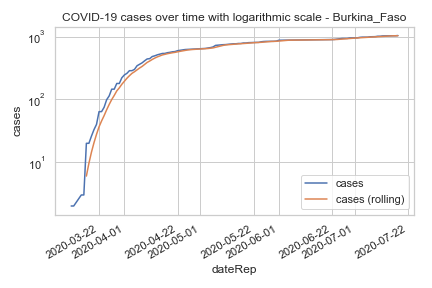 COVID-19 cases over time with logarithmic scale - Burkina_Faso
10³
10²
10¹
cases
cases
cases (rolling)
2020-03-22
2020-04-01
2020-04-22
2020-05-01
2020-05-22
2020-06-01
2020-06-22
2020-07-01
2020-07-22
dateRep